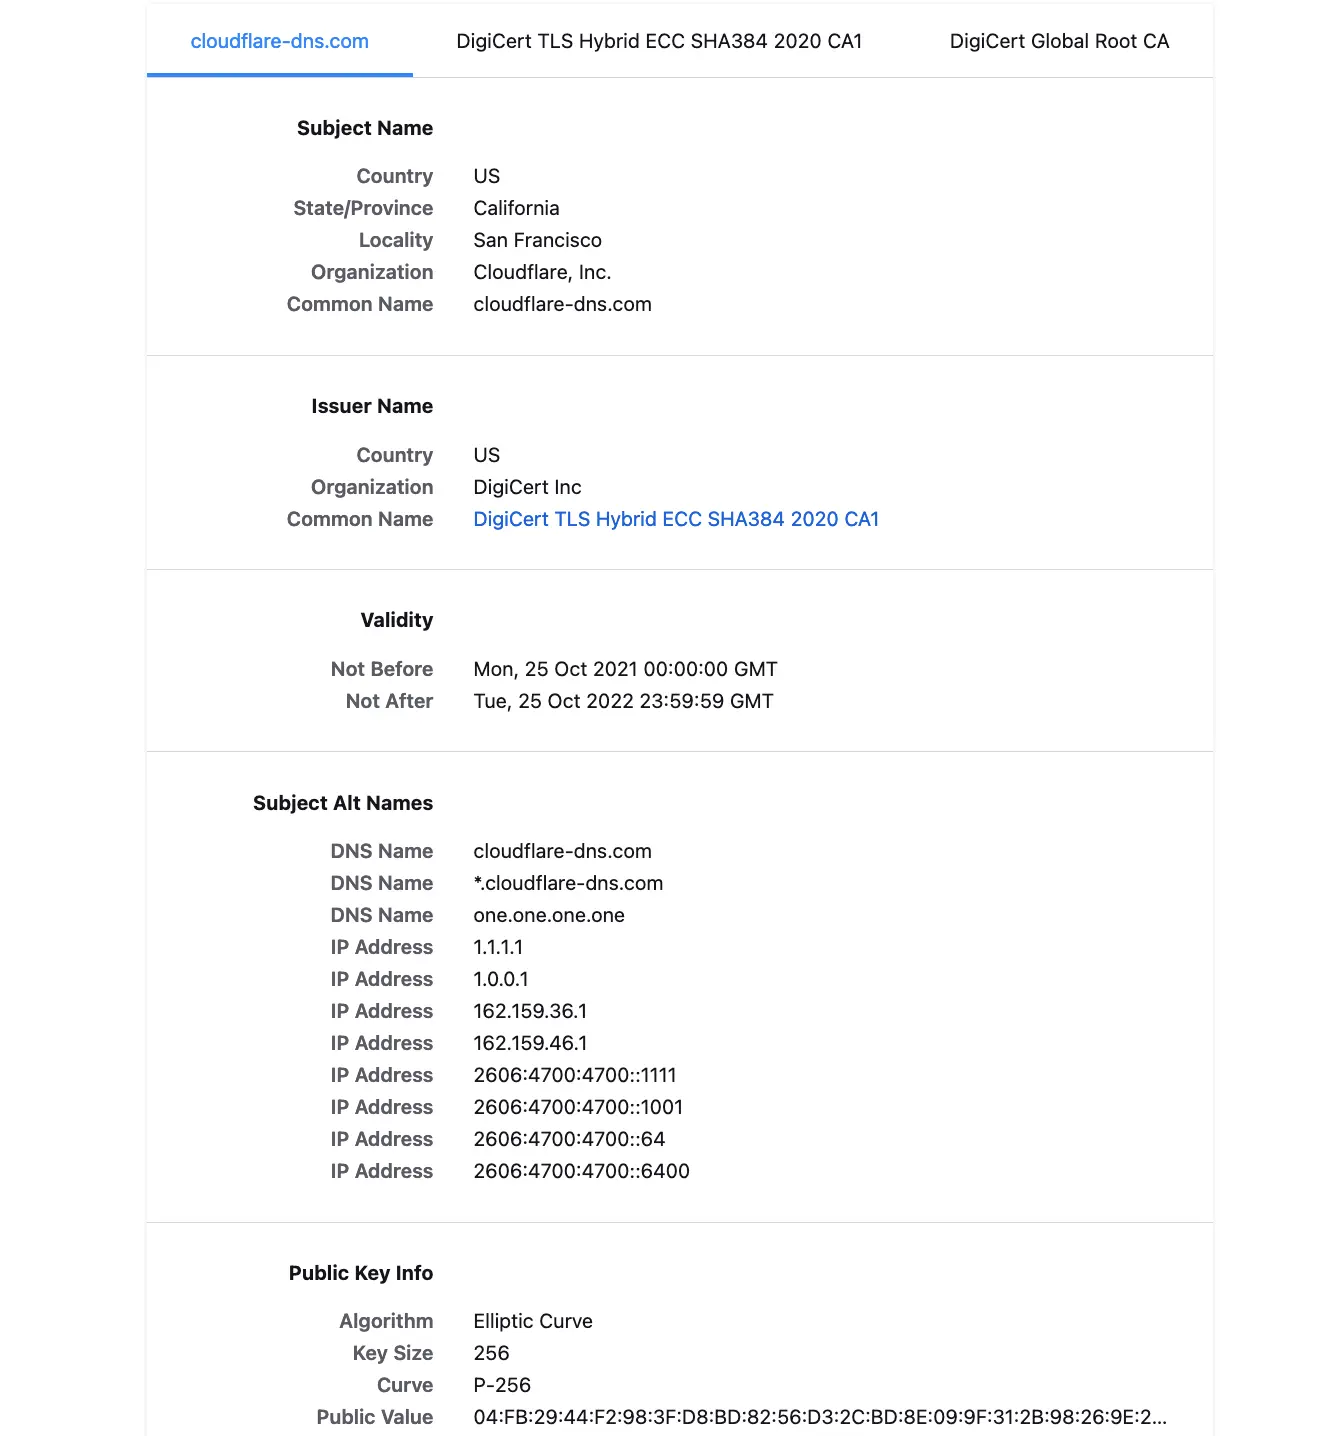 cloudflare-dns.com DigiCert TLS Hybrid ECC SHA384 2020 CA1 DigiCert Global Root CA
Subject Name
Country US
State/Province California
Locality San Francisco
Organization Cloudflare, Inc.
Common Name cloudflare-dns.com
Issuer Name
Country US
Organization DigiCert Inc
Common Name DigiCert TLS Hybrid ECC SHA384 2020 CA1
Validity
Not Before Mon, 25 Oct 2021 00:00:00 GMT
Not After Tue, 25 Oct 2022 23:59:59 GMT
Subject Alt Names
DNS Name cloudflare-dns.com
DNS Name *.cloudflare-dns.com
DNS Name one.one.one.one
IP Address 1.1.1.1
IP Address 1.0.0.1
IP Address 162.159.36.1
IP Address 162.159.46.1
IP Address 2606:4700:4700::1111
IP Address 2606:4700:4700::1001
IP Address 2606:4700:4700::64
IP Address 2606:4700:4700::6400
Public Key Info
Algorithm Elliptic Curve
Key Size 256
Curve P-256
Public Value 04:FB:29:44:F2:98:3F:D8:BD:82:56:D3:2C:BD:8E:09:9F:31:2B:98:26:9E:2...